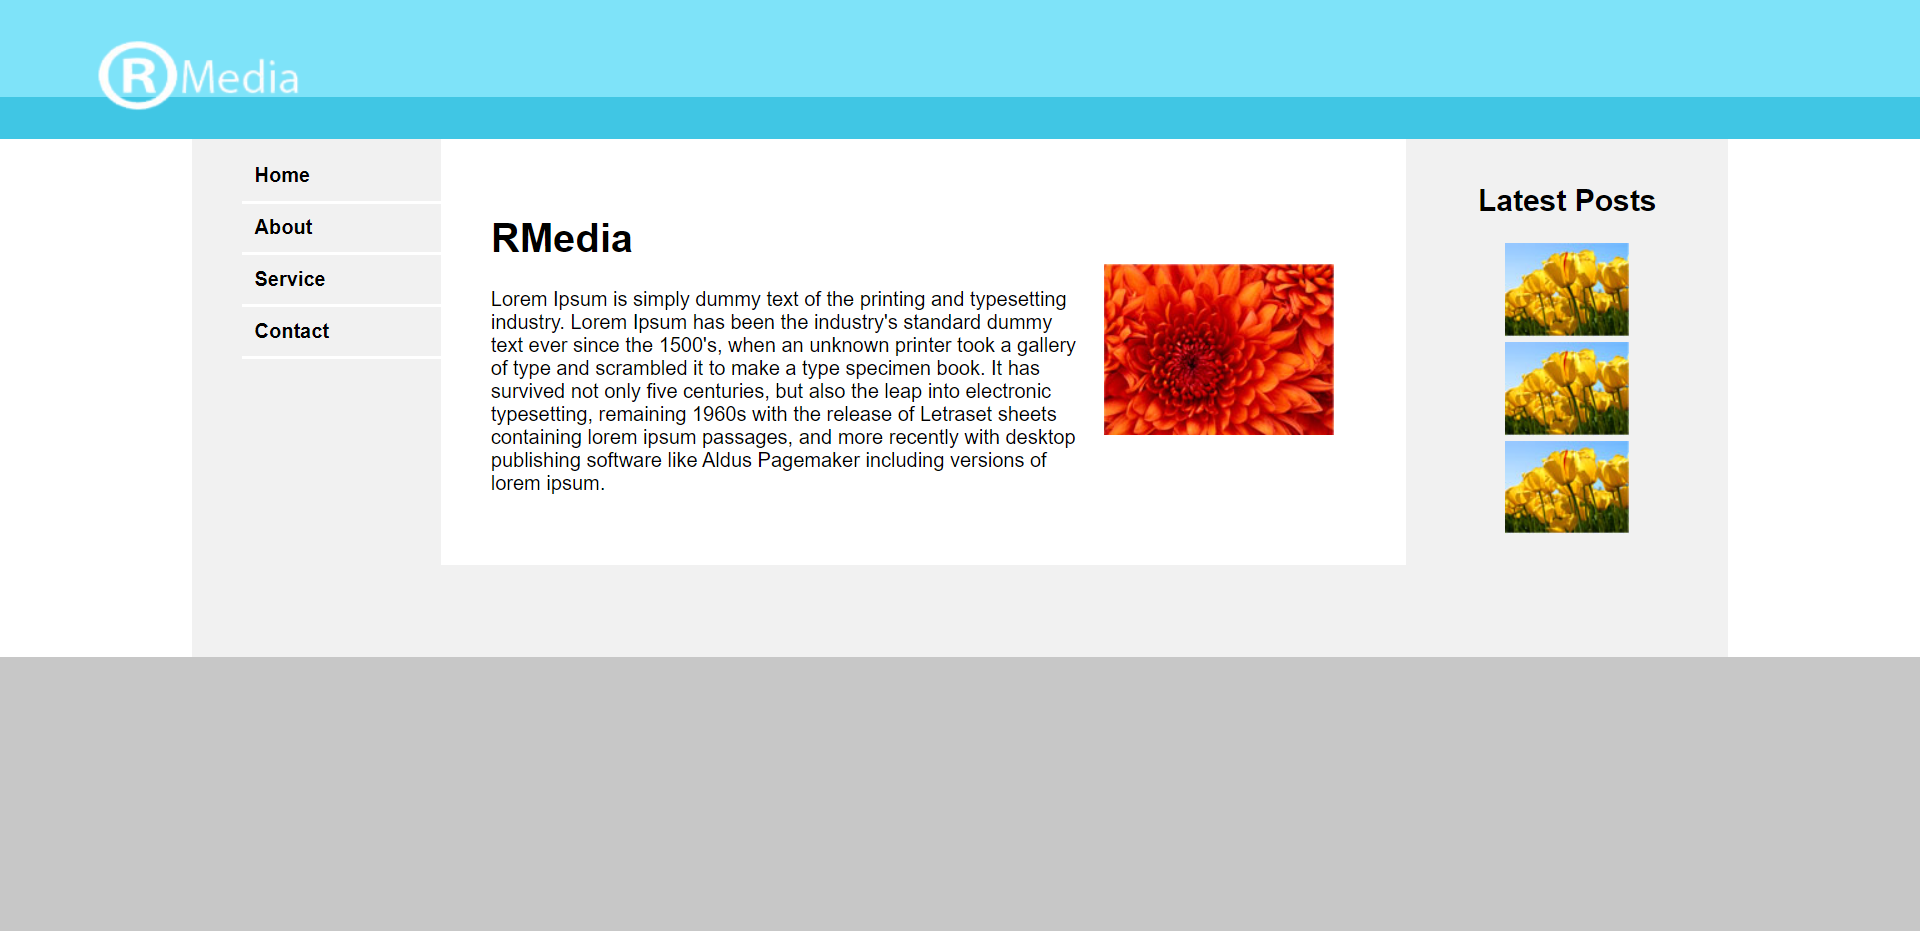 ® Media
Home
About
Service
Contact
RMedia
Lorem Ipsum is simply dummy text of the printing and typesetting
industry. Lorem Ipsum has been the industry's standard dummy
text ever since the 1500's, when an unknown printer took a gallery
of type and scrambled it to make a type specimen book. It has
survived not only five centuries, but also the leap into electronic
typesetting, remaining 1960s with the release of Letraset sheets
containing lorem ipsum passages, and more recently with desktop
publishing software like Aldus Pagemaker including versions of
lorem ipsum.
Latest Posts